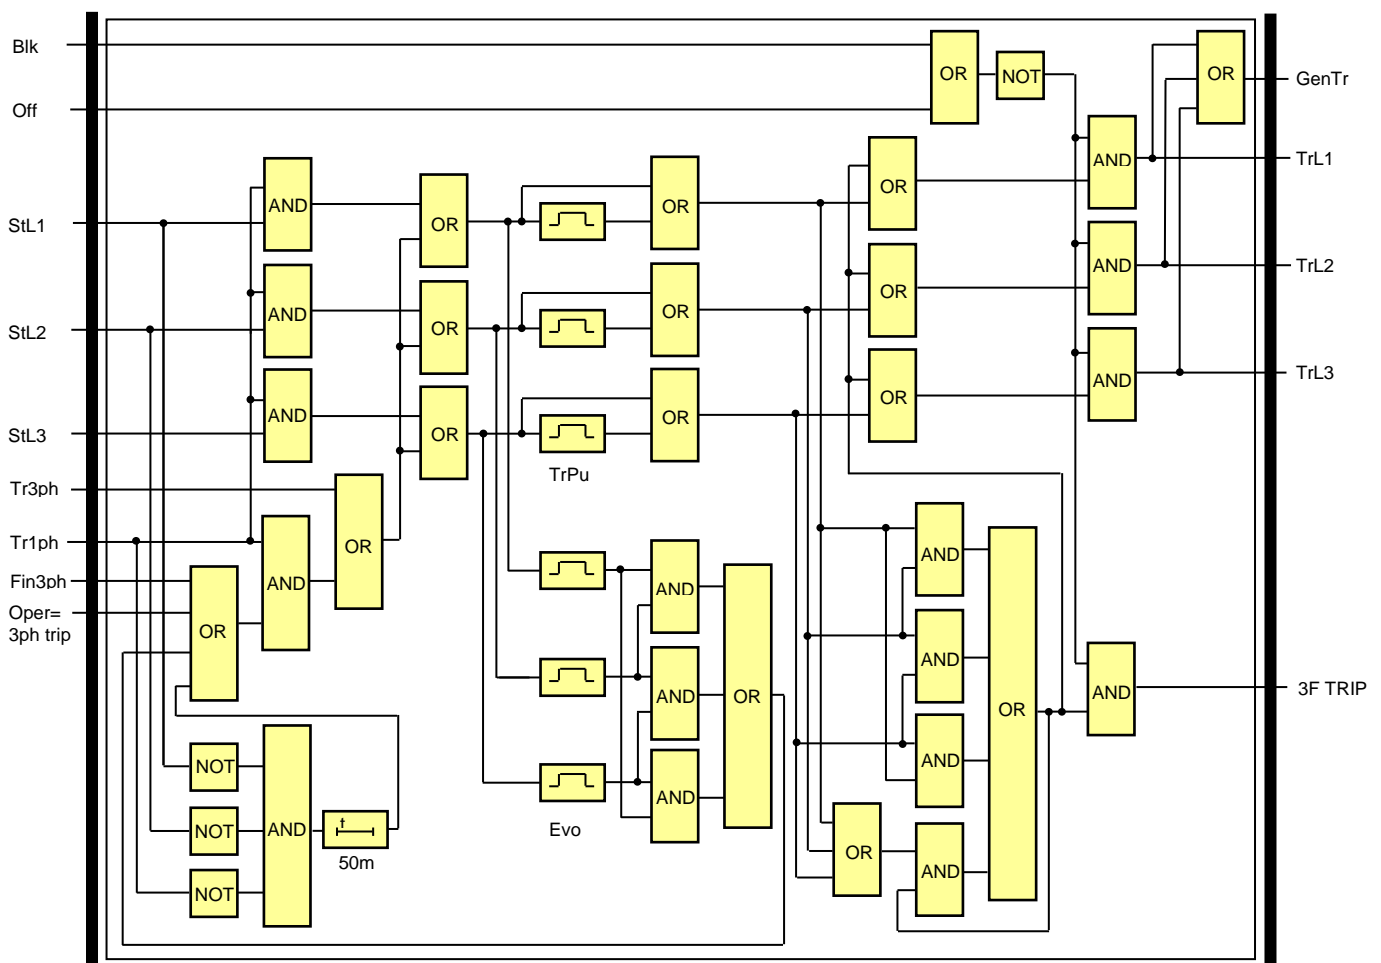 Blk
OR
NOT
OR
GenTr
Off
AND
TrL1
AND
OR
OR
OR
StL1
AND
OR
OR
OR
AND
TrL2
StL2
AND
OR
OR
OR
AND
TrL3
StL3
TrPu
Tr3ph
Tr1ph
OR
AND
AND
Fin3ph
AND
Oper=
3ph trip
OR
AND
AND
OR
OR
AND
3F TRIP
NOT
AND
AND
AND
NOT
AND
Evo
OR
AND
50m
NOT